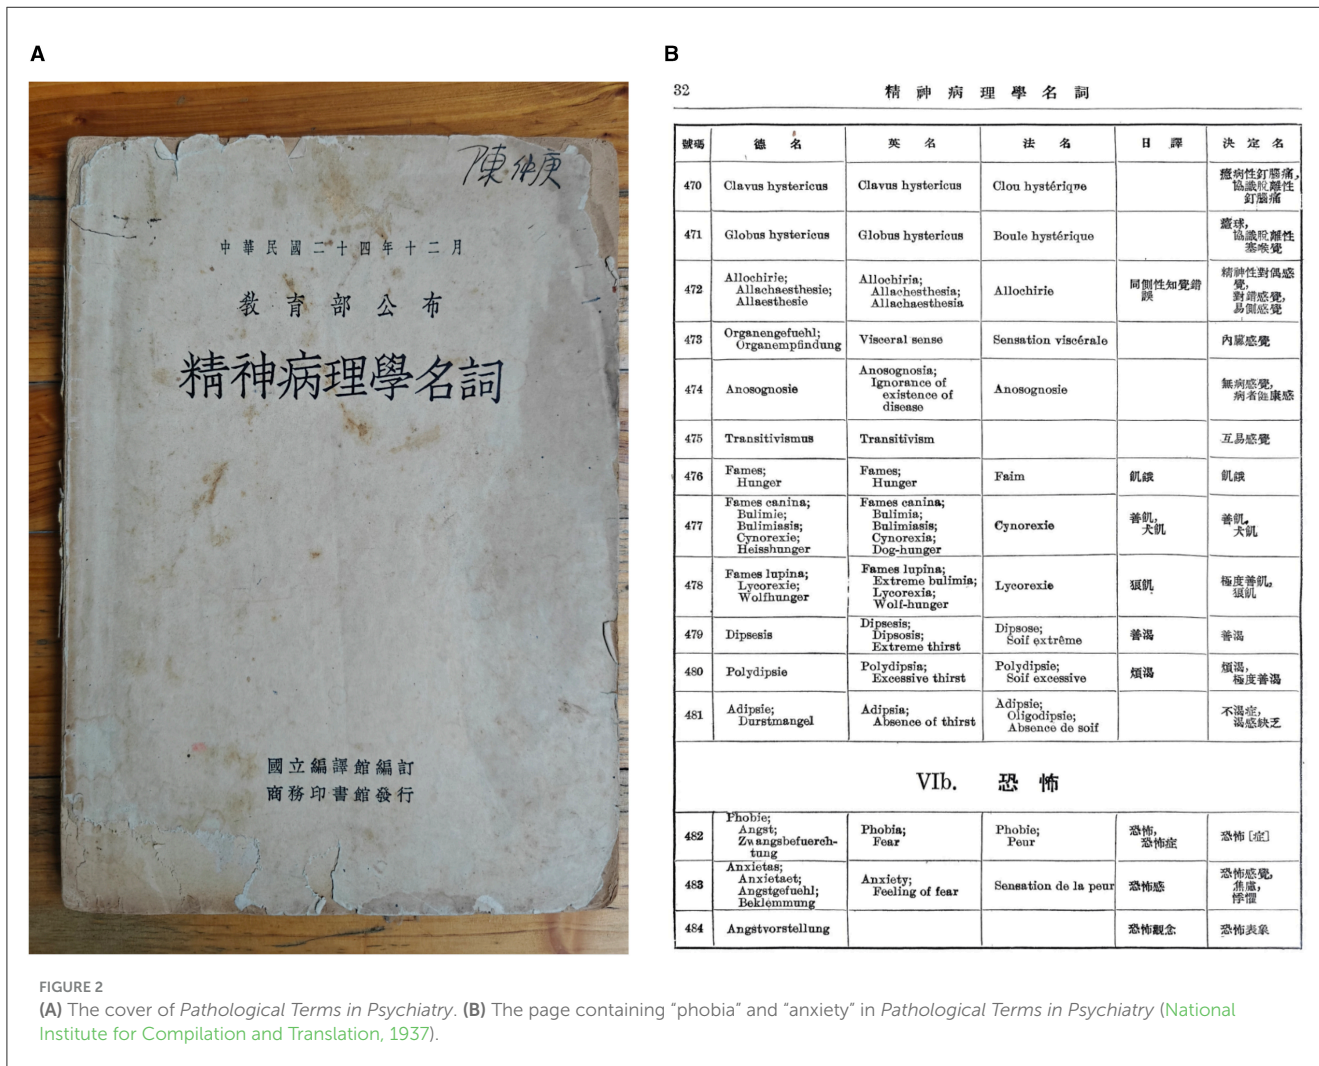 A
陳仲庚
中華民國二十四年十二月
教育部公布
精神病理學名詞
國立編譯館編訂
商務印書館發行
B
32 精神病理學名詞
號碼 德名 英名 法名 日譯 決定名
470
Clavus hystericus
Clavus hystericus
Clou hystérique
癔病性釘腦痛,
協識脫離性
釘腦痛
471
Globus hystericus
Globus hystericus
Boule hystérique
癔球,
協識脫離性
塞喉覺
472
Allochirie;
Allachaesthesie;
Allaesthesie
Allochiria;
Allachesthesia;
Allachaesthesia
Allochirie
同側性知覺錯
誤
精神性對偶感
覺,
對錯感覺,
易側感覺
473
Organengefuehl;
Organempfindung
Visceral sense
Sensation viscérale
內臟感覺
474
Anosognosie
Anosognosia;
Ignorance of
existence of
disease
Anosognosie
無病感覺,
病者健康感
475
Transitivismus
Transitivism
互易感覺
476
Fames;
Hunger
Fames;
Hunger
Faim
飢餓
飢餓
477
Fames canina;
Bulimie;
Bulimiasis;
Cynorexie;
Heisshunger
Fames canina;
Bulimia;
Bulimiasis;
Cynorexia;
Dog-hunger
Cynorexie
善飢,
犬飢
善飢,
犬飢
478
Fames lupina;
Lycorexie;
Wolfhunger
Fames lupina;
Extreme bulimia;
Lycorexia;
Wolf-hunger
Lycorexie
狼飢
極度善飢,
狼飢
479
Dipsesis
Dipsesis;
Dipsosis;
Extreme thirst
Dipsose;
Soif extrême
善渴
善渴
480
Polydipsie
Polydipsia;
Excessive thirst
Polydipsie;
Soif excessive
煩渴
煩渴,
極度善渴
481
Adipsie;
Durstmangel
Adipsia;
Absence of thirst
Adipsie;
Oligodipsie;
Absence de soif
不渴症,
渴感缺乏
VIb. 恐怖
482
Phobie;
Angst;
Zwangsbefuerch-
tung
Phobia;
Fear
Phobie;
Peur
恐怖,
恐怖症
恐怖[症]
483
Anxietas;
Anxietaet;
Angstgefuehl;
Beklemmung
Anxiety;
Feeling of fear
Sensation de la peur
恐怖感
恐怖感覺,
焦慮,
悸懼
484
Angstvorstellung
恐怖觀念
恐怖表象
FIGURE 2
(A) The cover of Pathological Terms in Psychiatry. (B) The page containing “phobia” and “anxiety” in Pathological Terms in Psychiatry (National
Institute for Compilation and Translation, 1937).